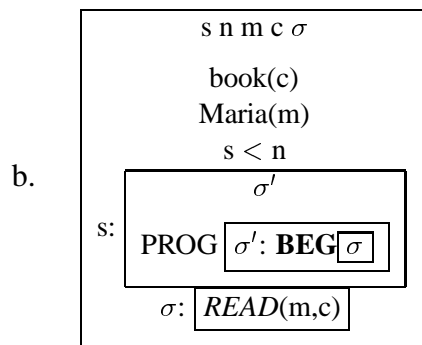 s n m c σ
book(c)
Maria(m)
b.
s < n
σ′
s: PROG σ′: BEG σ
σ: READ(m,c)